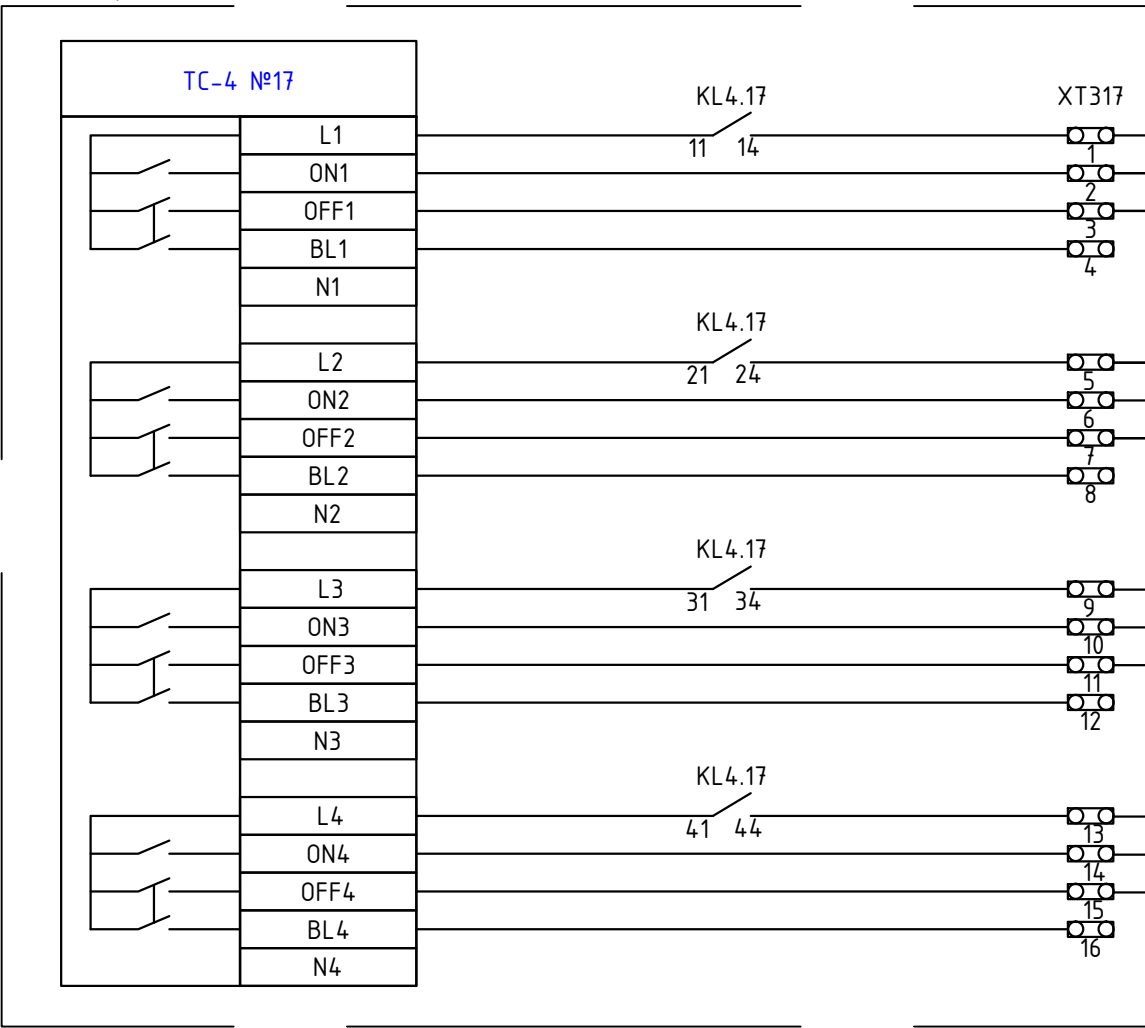 ТС-4 №17
KL4.17
XT317
L1
11 14
1
ON1
2
OFF1
3
BL1
4
N1
KL4.17
L2
21 24
5
ON2
6
OFF2
7
BL2
8
N2
KL4.17
L3
31 34
9
ON3
10
OFF3
11
BL3
12
N3
KL4.17
L4
41 44
13
ON4
14
OFF4
15
BL4
16
N4